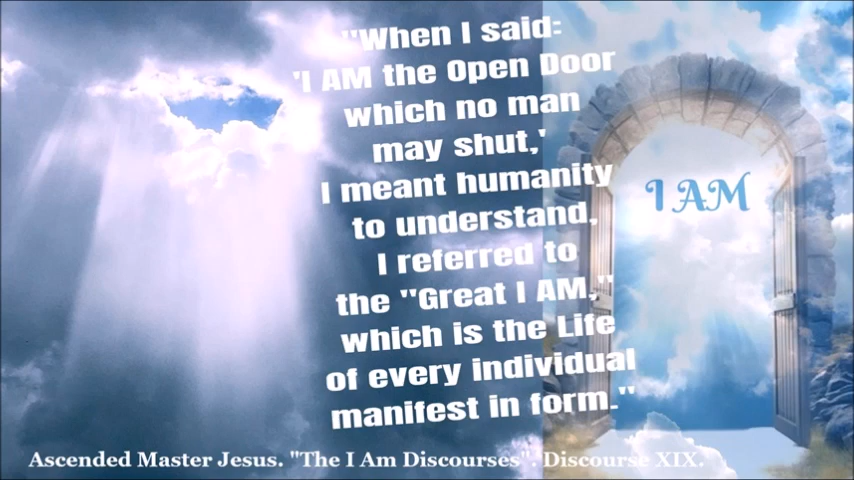 "When I said:
'I AM the Open Door
which no man
may shut,'
I meant humanity
to understand,
I referred to
the "Great I AM,"
which is the Life
of every individual
manifest in form."
I AM
Ascended Master Jesus. "The I Am Discourses". Discourse XIX.